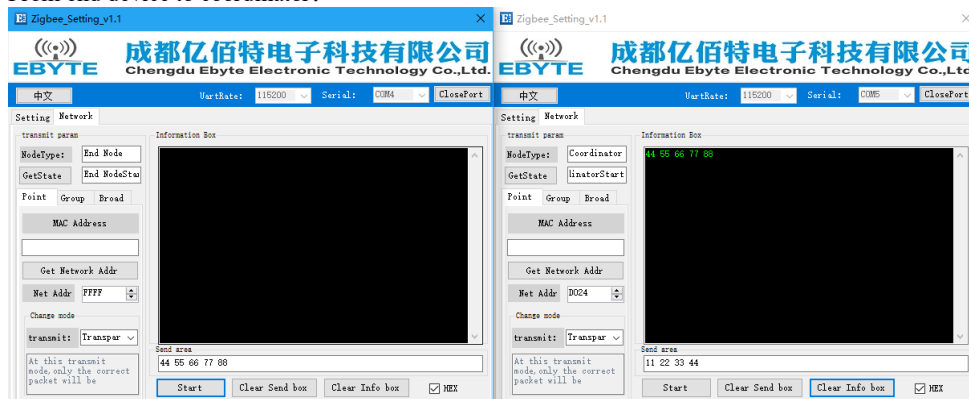 From end device to coordinator:
Zigbee_Setting_v1.1
EBYTE
成都亿佰特电子科技有限公司
Chengdu Ebyte Electronic Technology Co.,Ltd.
中文
UartRate: 115200 Serial: COM4 ClosePort
Setting Network
transmit param
Information Box
NodeType: End Node
GetState End NodeSta
Point Group Broad
MAC Address
Get Network Addr
Net Addr FFFF
Change mode
transmit: Transpar
At this transmit
mode, only the correct
packet will be
Send area
44 55 66 77 88
Start Clear Send box Clear Info box HEX
Zigbee_Setting_v1.1
EBYTE
成都亿佰特电子科技有限公司
Chengdu Ebyte Electronic Technology Co.,Ltd
中文
UartRate: 115200 Serial: COM5 ClosePort
Setting Network
transmit param
Information Box
NodeType: Coordinator
44 55 66 77 88
GetState linatorStart
Point Group Broad
MAC Address
Get Network Addr
Net Addr D024
Change mode
transmit: Transpar
At this transmit
mode, only the correct
packet will be
Send area
11 22 33 44
Start Clear Send box Clear Info box HEX